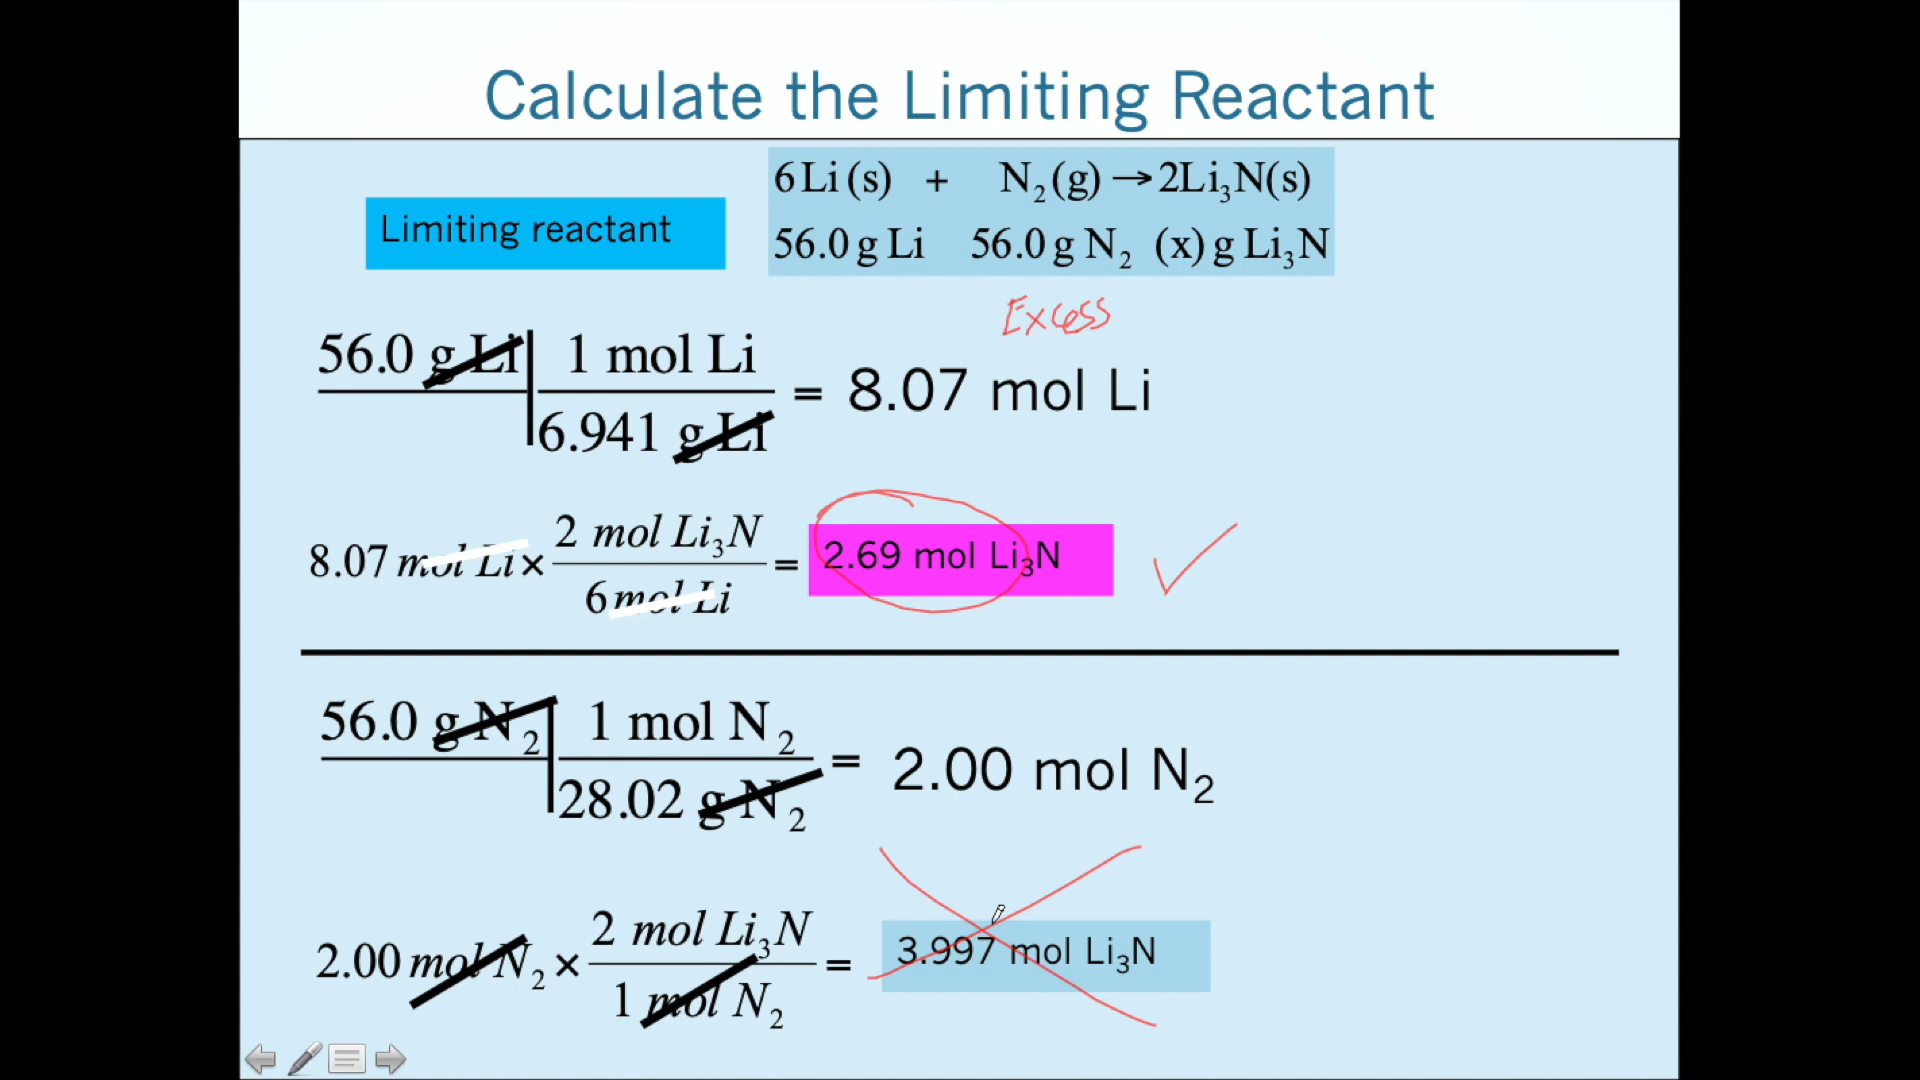 Calculate the Limiting Reactant
6Li(s) + N₂(g)→2Li₃N(s)
Limiting reactant
56.0 g Li 56.0 g N₂ (x) g Li₃N
Excess
56.0 g Li 1 mol Li
6.941 g Li
= 8.07 mol Li
8.07 mol Li × 2 mol Li₃N
6 mol Li
= 2.69 mol Li₃N
56.0 g N₂ 1 mol N₂
28.02 g N₂
= 2.00 mol N₂
2.00 mol N₂ × 2 mol Li₃N
1 mol N₂
= 3.997 mol Li₃N